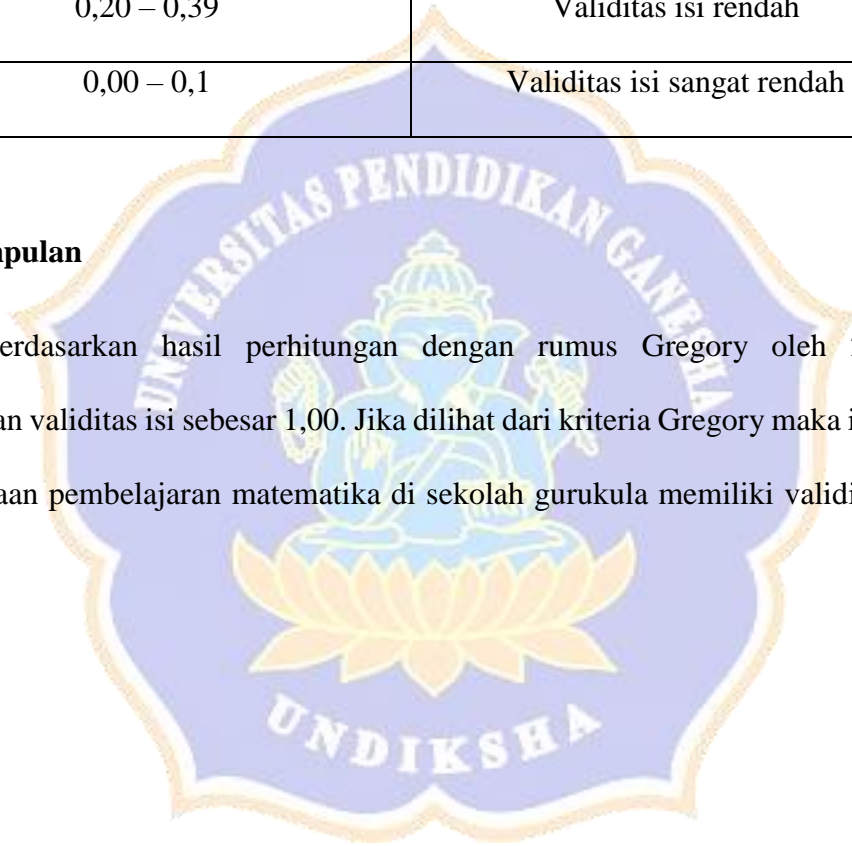 0,20 – 0,39 Validitas isi rendah
0,00 – 0,1 Validitas isi sangat rendah
UNIVERSITAS PENDIDIKAN GANESHA
npulan
erdasarkan hasil perhitungan dengan rumus Gregory oleh
an validitas isi sebesar 1,00. Jika dilihat dari kriteria Gregory maka i
aan pembelajaran matematika di sekolah gurukula memiliki validi
UNDIKSHA